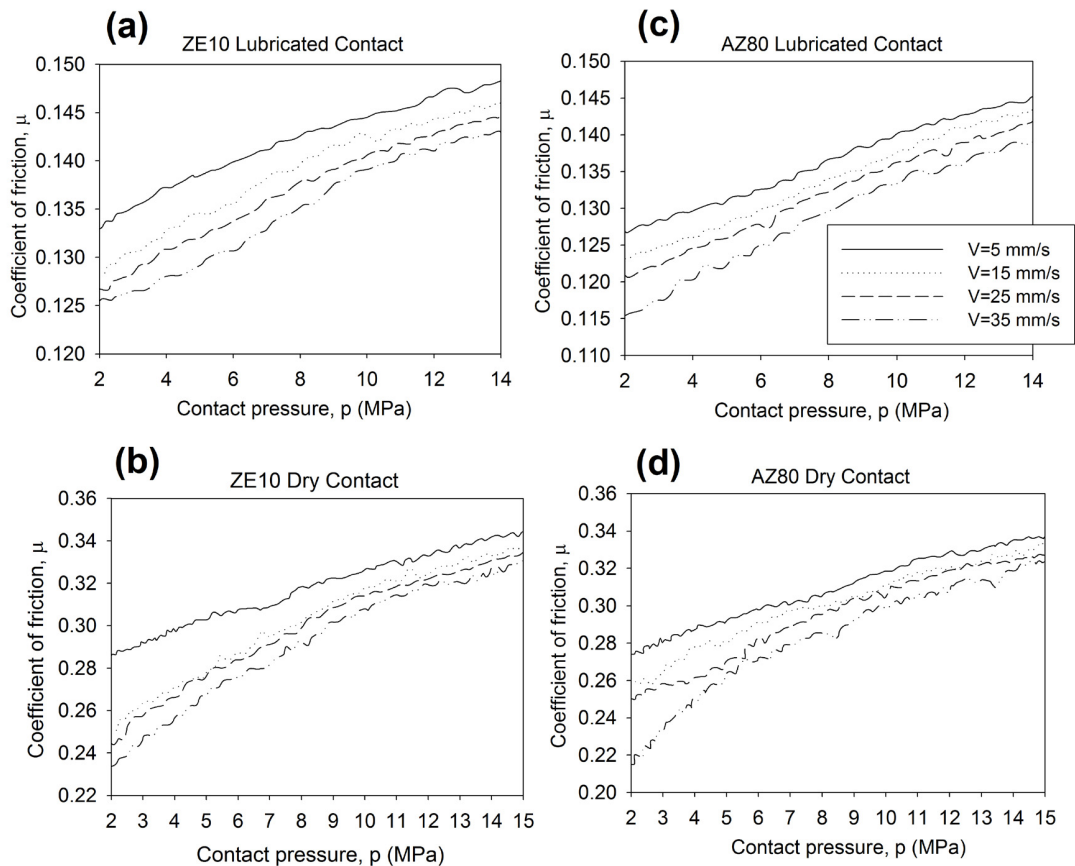 (a)
ZE10 Lubricated Contact
0.150
0.145
0.140
0.135
0.130
0.125
0.120
Coefficient of friction, μ
2 4 6 8 10 12 14
Contact pressure, p (MPa)
(c)
AZ80 Lubricated Contact
0.150
0.145
0.140
0.135
0.130
0.125
0.120
0.115
0.110
Coefficient of friction, μ
V=5 mm/s
V=15 mm/s
V=25 mm/s
V=35 mm/s
2 4 6 8 10 12 14
Contact pressure, p (MPa)
(b)
ZE10 Dry Contact
0.36
0.34
0.32
0.30
0.28
0.26
0.24
0.22
Coefficient of friction, μ
2 3 4 5 6 7 8 9 10 11 12 13 14 15
Contact pressure, p (MPa)
(d)
AZ80 Dry Contact
0.36
0.34
0.32
0.30
0.28
0.26
0.24
0.22
0.20
Coefficient of friction, μ
2 3 4 5 6 7 8 9 10 11 12 13 14 15
Contact pressure, p (MPa)